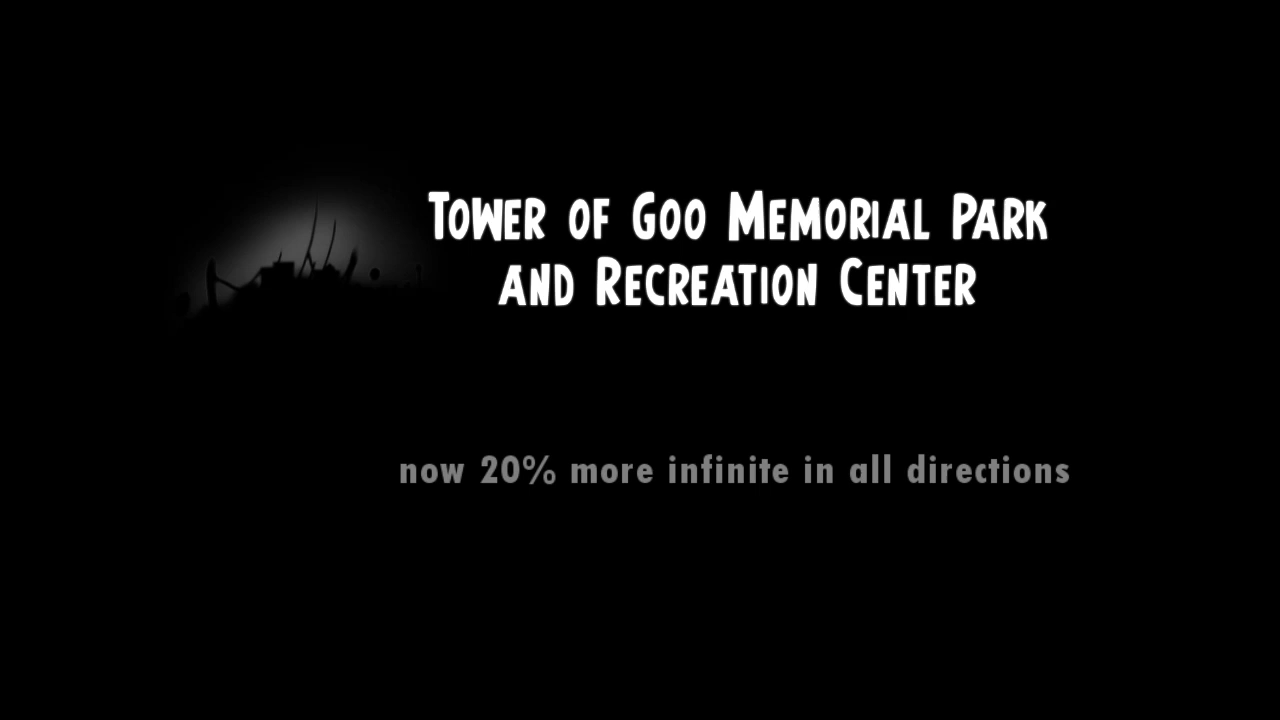 Tower of Goo Memorial Park
and Recreation Center
now 20% more infinite in all directions